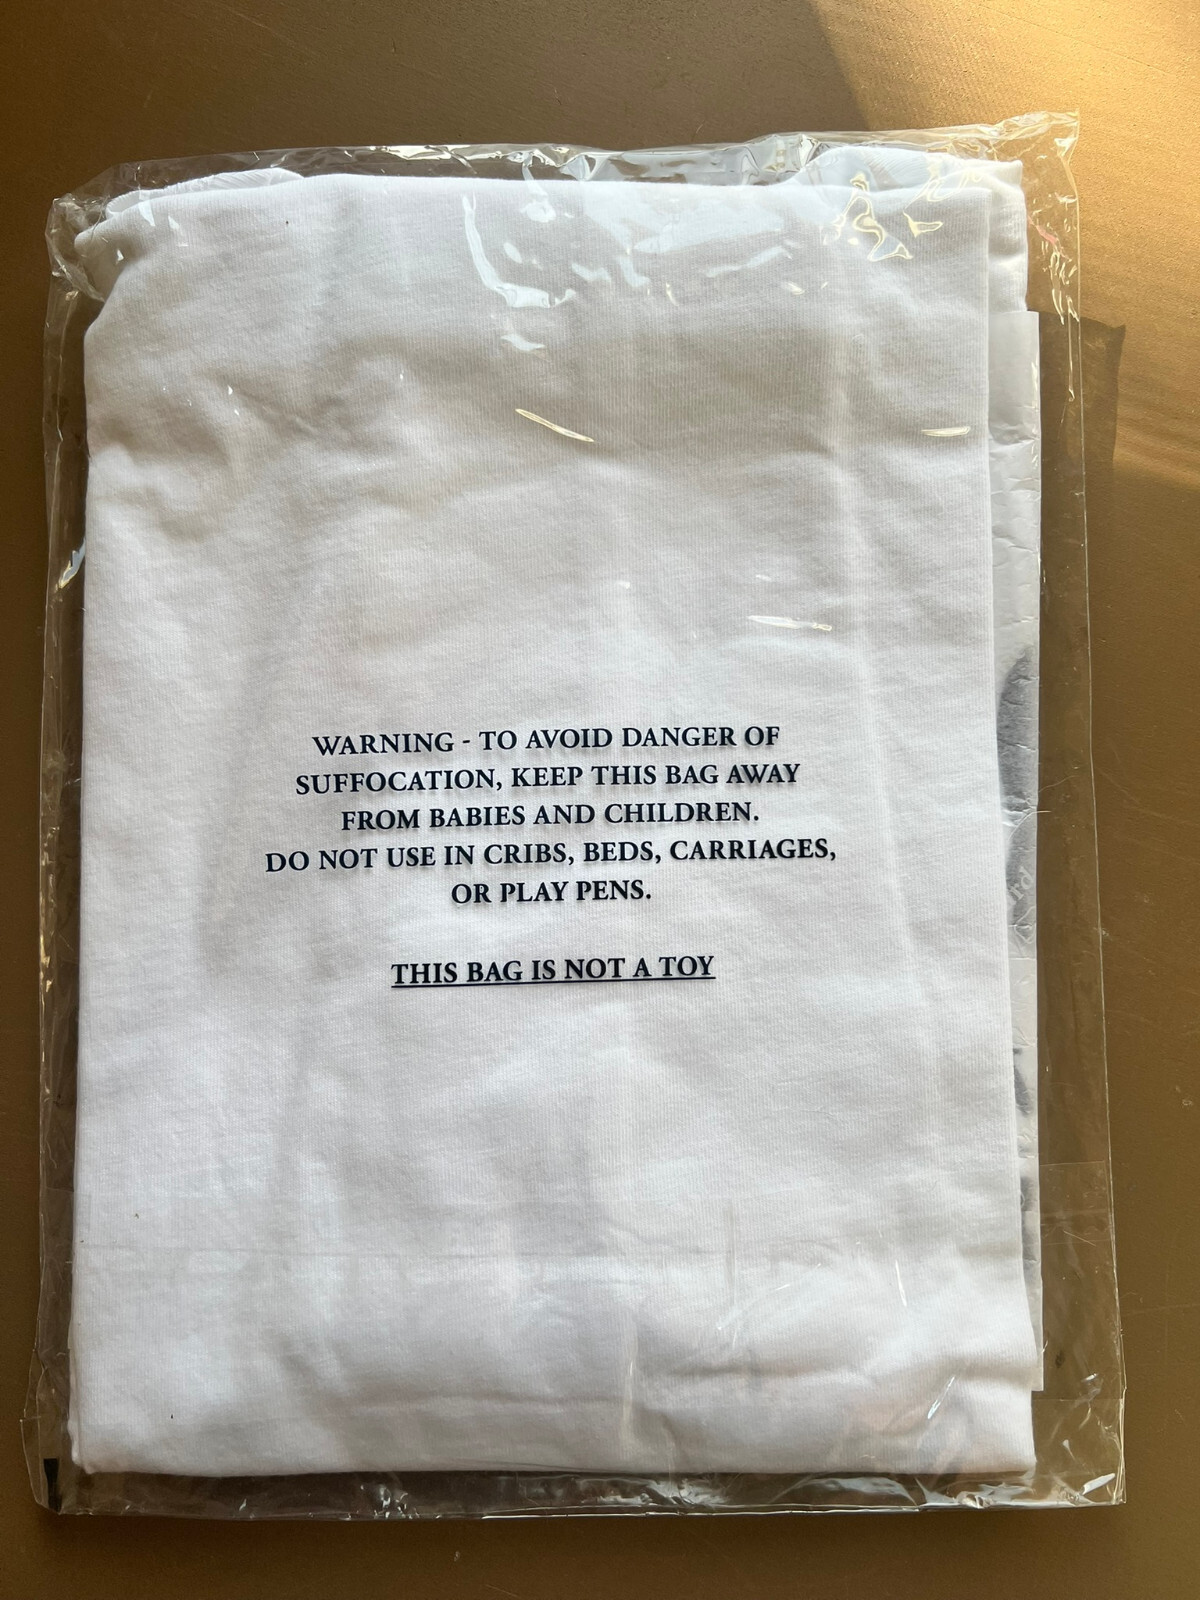 WARNING - TO AVOID DANGER OF
SUFFOCATION, KEEP THIS BAG AWAY
FROM BABIES AND CHILDREN.
DO NOT USE IN CRIBS, BEDS, CARRIAGES,
OR PLAY PENS.
THIS BAG IS NOT A TOY